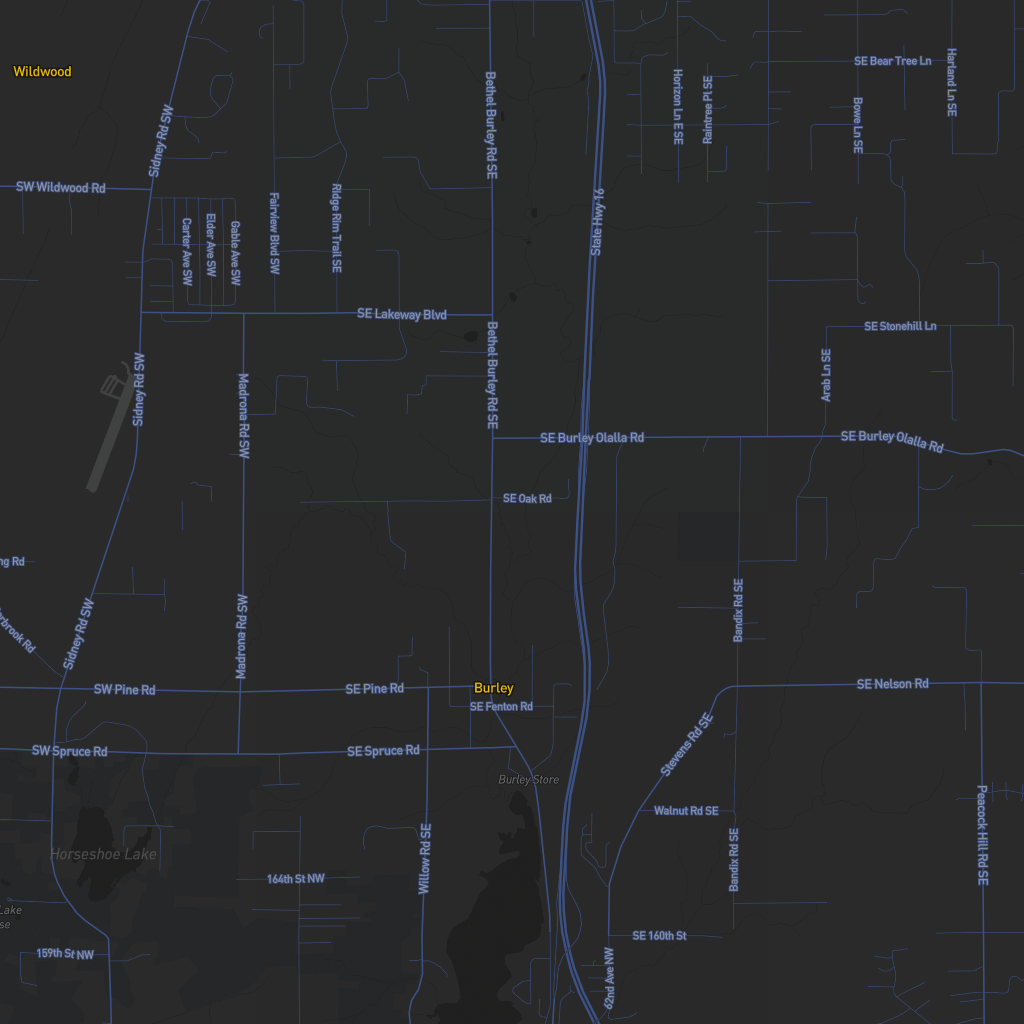 SE Bear Tree Ln
Harland Ln SE
Wildwood
Bethel Burley Rd SE
Horizon Ln E SE
Raintree Pl SE
Bowe Ln SE
Sidney Rd SW
SW Wildwood Rd
Fairview Blvd SW
Ridge Rim Trail SE
State Hwy 16
Carter Ave SW
Elder Ave SW
Gable Ave SW
SE Lakeway Blvd
SE Stonehill Ln
Bethel Burley Rd SE
Sidney Rd SW
Madrona Rd SW
Arab Ln SE
SE Burley Olalla Rd
SE Burley Olalla Rd
SE Oak Rd
ng Rd
Bandix Rd SE
Sidney Rd SW
Madrona Rd SW
rbrook Rd
SW Pine Rd
SE Pine Rd
Burley
SE Nelson Rd
SE Fenton Rd
Stevens Rd SE
SW Spruce Rd
SE Spruce Rd
Burley Store
Walnut Rd SE
Peacock Hill Rd SE
Horseshoe Lake
Willow Rd SE
Bandix Rd SE
164th St NW
Lake
se
SE 160th St
159th St NW
62nd Ave NW